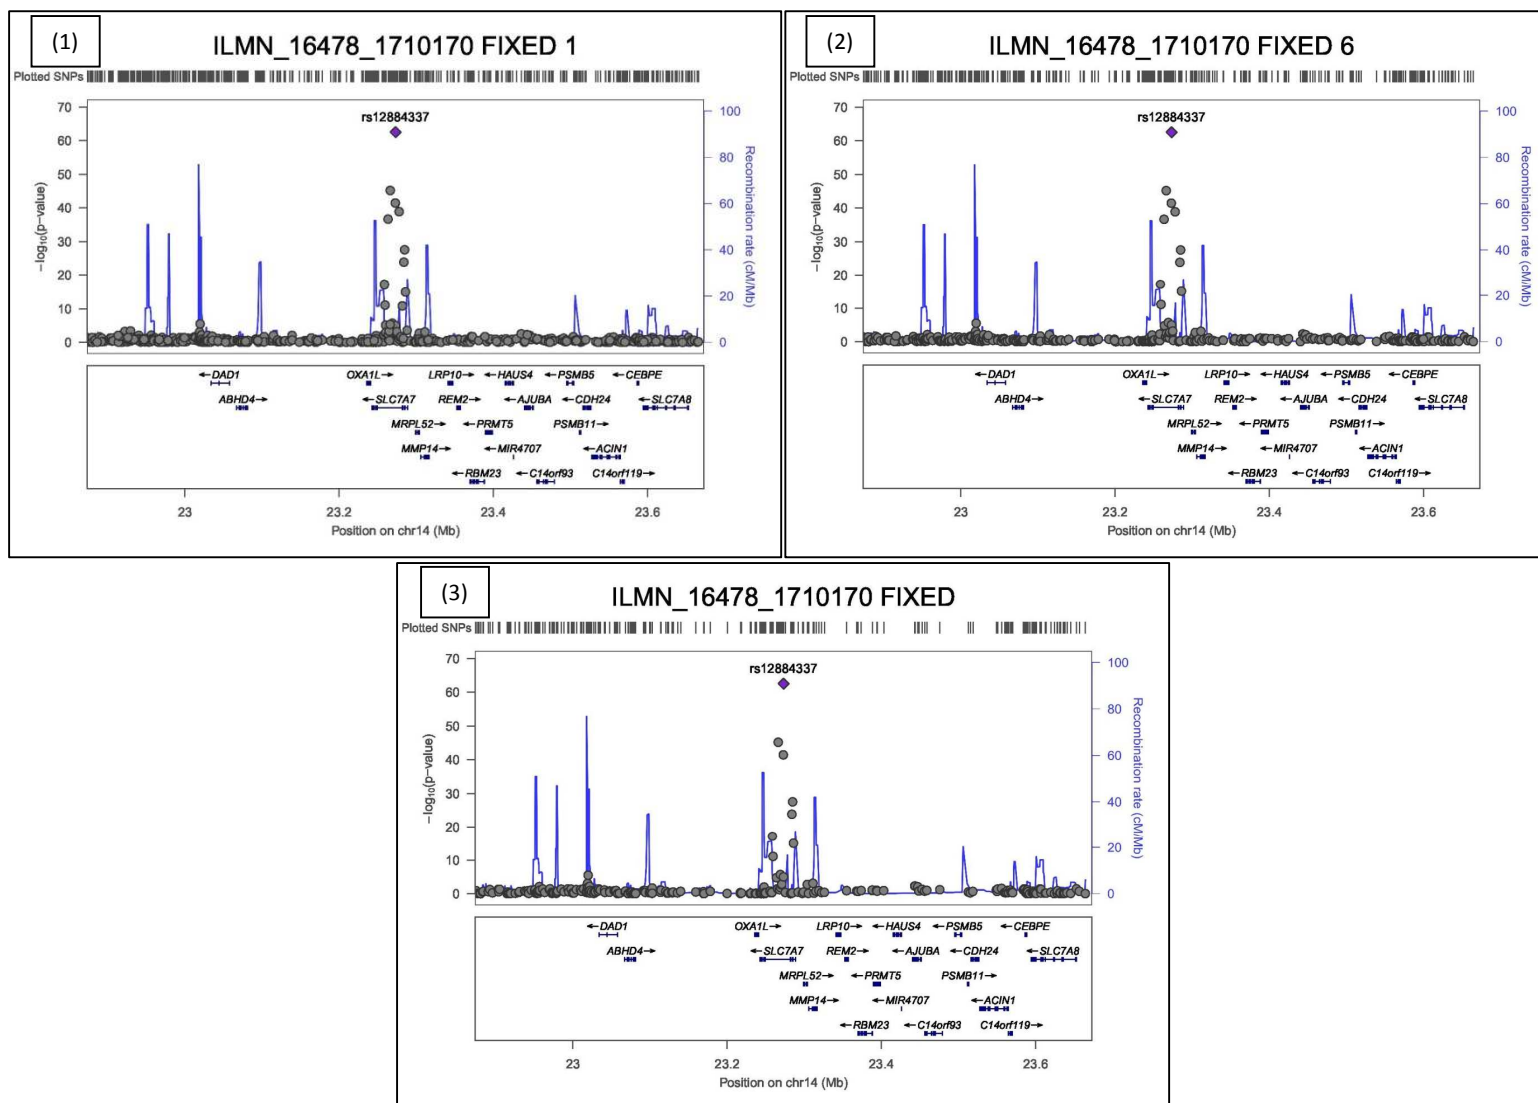 (1)
ILMN_16478_1710170 FIXED 1
Plotted SNPs
70
60
50
40
30
20
10
0
−log10(p−value)
100
80
60
40
20
0
Recombination rate (cM/Mb)
rs12884337
←DAD1 OXA1L→ LRP10→ ←HAUS4 ←PSMB5 ←CEBPE
ABHD4→ ←SLC7A7 REM2→ ←AJUBA ←CDH24 ←SLC7A8
MRPL52→ ←PRMT5 PSMB11→
MMP14→ ←MIR4707 ←ACIN1
←RBM23 ←C14orf93 C14orf119→
23 23.2 23.4 23.6
Position on chr14 (Mb)
(2)
ILMN_16478_1710170 FIXED 6
Plotted SNPs
70
60
50
40
30
20
10
0
−log10(p−value)
100
80
60
40
20
0
Recombination rate (cM/Mb)
rs12884337
←DAD1 OXA1L→ LRP10→ ←HAUS4 ←PSMB5 ←CEBPE
ABHD4→ ←SLC7A7 REM2→ ←AJUBA ←CDH24 ←SLC7A8
MRPL52→ ←PRMT5 PSMB11→
MMP14→ ←MIR4707 ←ACIN1
←RBM23 ←C14orf93 C14orf119→
23 23.2 23.4 23.6
Position on chr14 (Mb)
(3)
ILMN_16478_1710170 FIXED
Plotted SNPs
70
60
50
40
30
20
10
0
−log10(p−value)
100
80
60
40
20
0
Recombination rate (cM/Mb)
rs12884337
←DAD1 OXA1L→ LRP10→ ←HAUS4 ←PSMB5 ←CEBPE
ABHD4→ ←SLC7A7 REM2→ ←AJUBA ←CDH24 ←SLC7A8
MRPL52→ ←PRMT5 PSMB11→
MMP14→ ←MIR4707 ←ACIN1
←RBM23 ←C14orf93 C14orf119→
23 23.2 23.4 23.6
Position on chr14 (Mb)